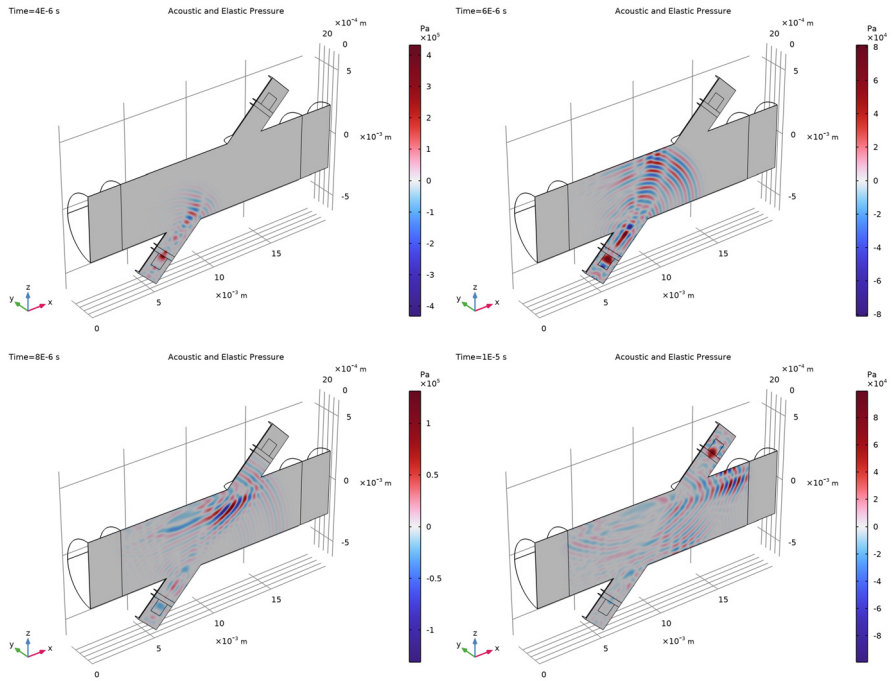 Time=4E-6 s
Acoustic and Elastic Pressure
×10⁻⁴ m
20
0
5
0
×10⁻³ m
-5
15
10
×10⁻³ m
5
0
y
z
x
Pa
×10⁵
4
3
2
1
0
-1
-2
-3
-4
Time=6E-6 s
Acoustic and Elastic Pressure
×10⁻⁴ m
20
0
5
0
×10⁻³ m
-5
15
10
×10⁻³ m
5
0
y
z
x
Pa
×10⁴
8
6
4
2
0
-2
-4
-6
-8
Time=8E-6 s
Acoustic and Elastic Pressure
×10⁻⁴ m
20
0
5
0
×10⁻³ m
-5
15
10
×10⁻³ m
5
0
y
z
x
Pa
×10⁵
1
0.5
0
-0.5
-1
Time=1E-5 s
Acoustic and Elastic Pressure
×10⁻⁴ m
20
0
5
0
×10⁻³ m
-5
15
10
×10⁻³ m
5
0
y
z
x
Pa
×10⁴
8
6
4
2
0
-2
-4
-6
-8